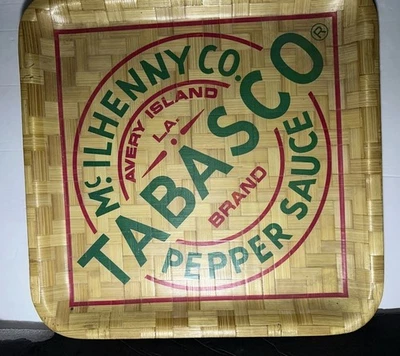 McILHENNY CO.
AVERY ISLAND
LA.
TABASCO®
BRAND
PEPPER SAUCE